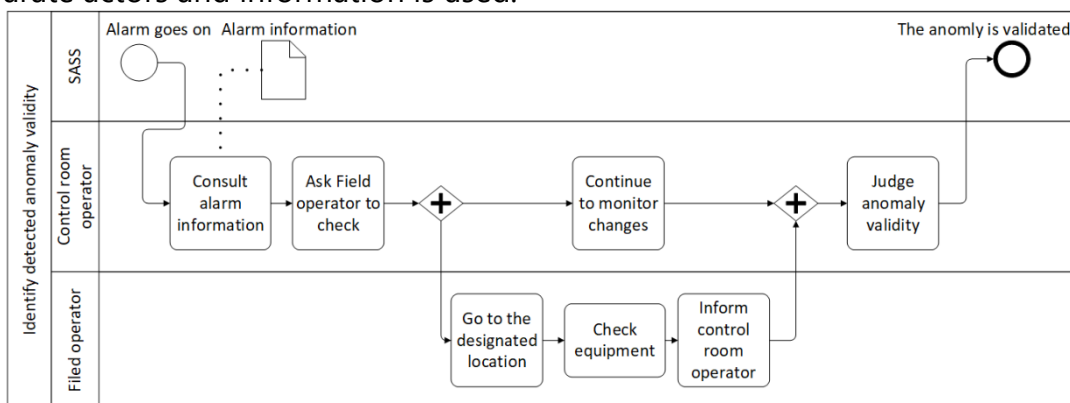 arate actors and information is used.
Alarm goes on Alarm information
The anomly is validated
Identify detected anomaly validity
SASS
Control room
operator
Consult
alarm
information
Ask Field
operator to
check
Continue
to monitor
changes
Judge
anomaly
validity
Filed operator
Go to the
designated
location
Check
equipment
Inform
control
room
operator